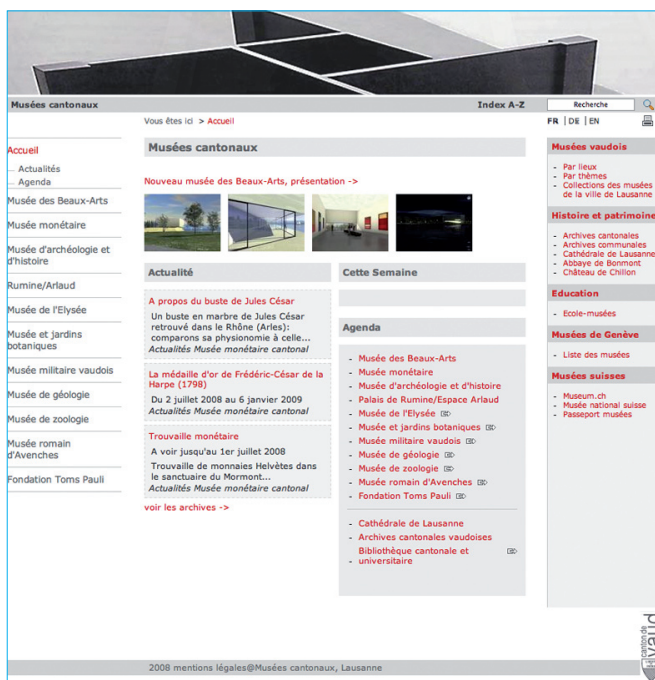 Musées cantonaux
Index A-Z
Recherche
Vous êtes ici > Accueil
FR | DE | EN
Accueil
Actualités
Agenda
Musée des Beaux-Arts
Musée monétaire
Musée d'archéologie et
d'histoire
Rumine/Arlaud
Musée de l'Elysée
Musée et jardins
botaniques
Musée militaire vaudois
Musée de géologie
Musée de zoologie
Musée romain
d'Avenches
Fondation Toms Pauli
Musées cantonaux
Nouveau musée des Beaux-Arts, présentation ->
Actualité
A propos du buste de Jules César
Un buste en marbre de Jules César
retrouvé dans le Rhône (Arles):
comparons sa physionomie à celle...
Actualités Musée monétaire cantonal
La médaille d'or de Frédéric-César de la
Harpe (1798)
Du 2 juillet 2008 au 6 janvier 2009
Actualités Musée monétaire cantonal
Trouvaille monétaire
A voir jusqu'au 1er juillet 2008
Trouvaille de monnaies Helvètes dans
le sanctuaire du Mormont...
Actualités Musée monétaire cantonal
voir les archives ->
Cette Semaine
Agenda
- Musée des Beaux-Arts
- Musée monétaire
- Musée d'archéologie et d'histoire
- Palais de Rumine/Espace Arlaud
- Musée de l'Elysée
- Musée et jardins botaniques
- Musée militaire vaudois
- Musée de géologie
- Musée de zoologie
- Musée romain d'Avenches
- Fondation Toms Pauli
- Cathédrale de Lausanne
- Archives cantonales vaudoises
Bibliothèque cantonale et
- universitaire
Musées vaudois
- Par lieux
- Par thèmes
- Collections des musées
de la ville de Lausanne
Histoire et patrimoine
- Archives cantonales
- Archives communales
- Cathédrale de Lausanne
- Abbaye de Bonmont
- Château de Chillon
Education
- Ecole-musées
Musées de Genève
- Liste des musées
Musées suisses
- Museum.ch
- Musée national suisse
- Passeport musées
canton de
vaud
2008 mentions légales@Musées cantonaux, Lausanne